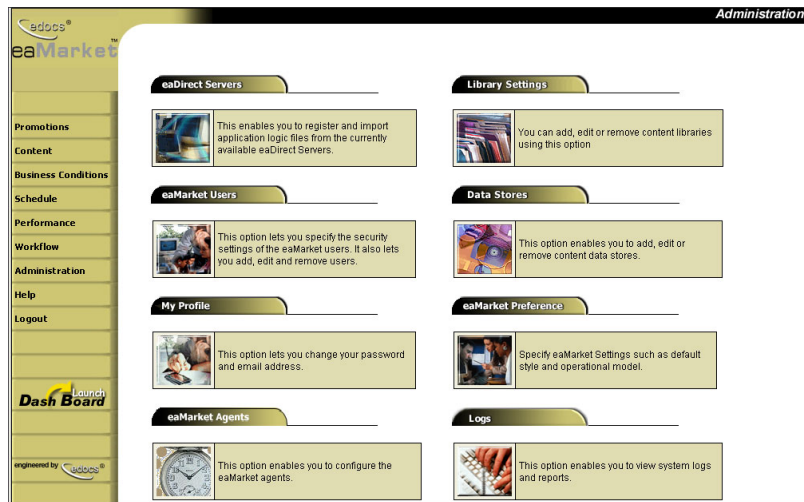 Administration
edocs®
eaMarket™
Promotions
Content
Business Conditions
Schedule
Performance
Workflow
Administration
Help
Logout
Launch
Dash Board
engineered by edocs®
eaDirect Servers
This enables you to register and import
application logic files from the currently
available eaDirect Servers.
Library Settings
You can add, edit or remove content libraries
using this option
eaMarket Users
This option lets you specify the security
settings of the eaMarket users. It also lets
you add, edit and remove users.
Data Stores
This option enables you to add, edit or
remove content data stores.
My Profile
This option lets you change your password
and email address.
eaMarket Preference
Specify eaMarket Settings such as default
style and operational model.
eaMarket Agents
This option enables you to configure the
eaMarket agents.
Logs
This option enables you to view system logs
and reports.